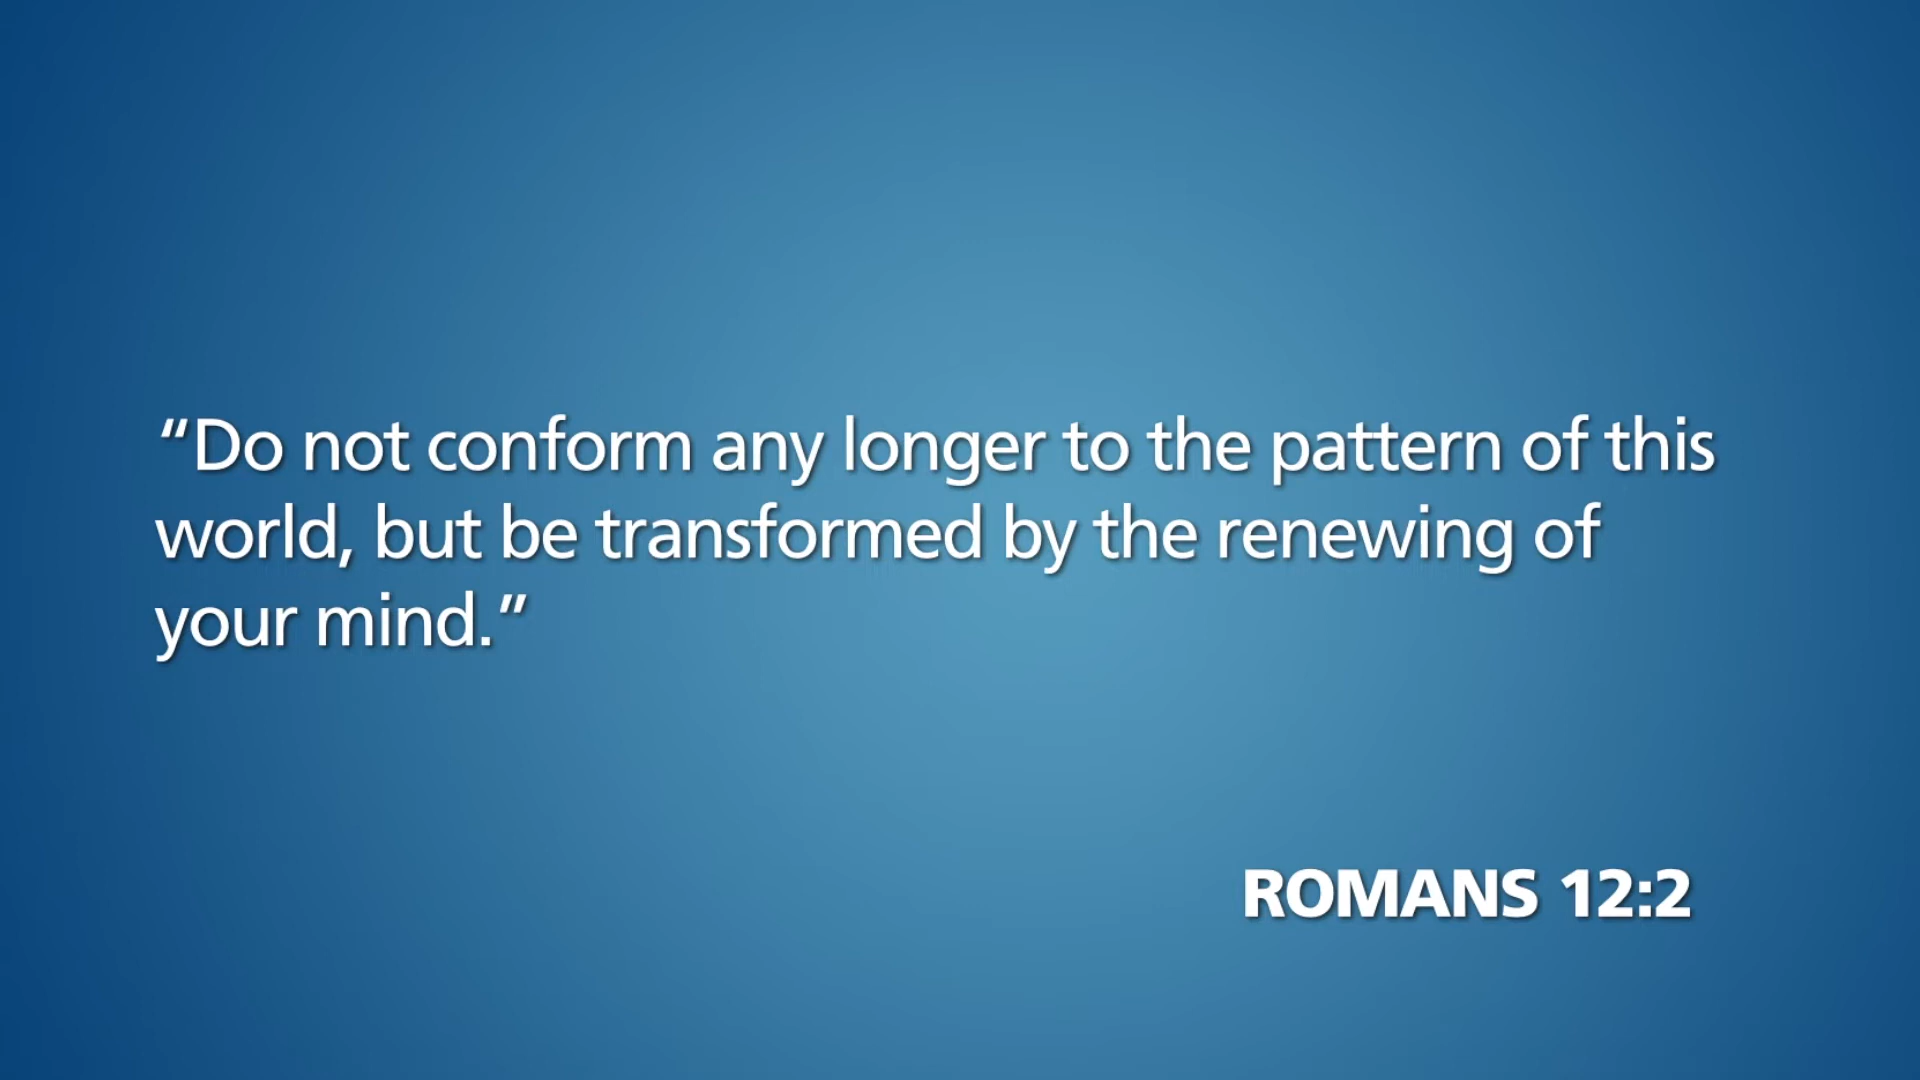 “Do not conform any longer to the pattern of this
world, but be transformed by the renewing of
your mind.”
ROMANS 12:2